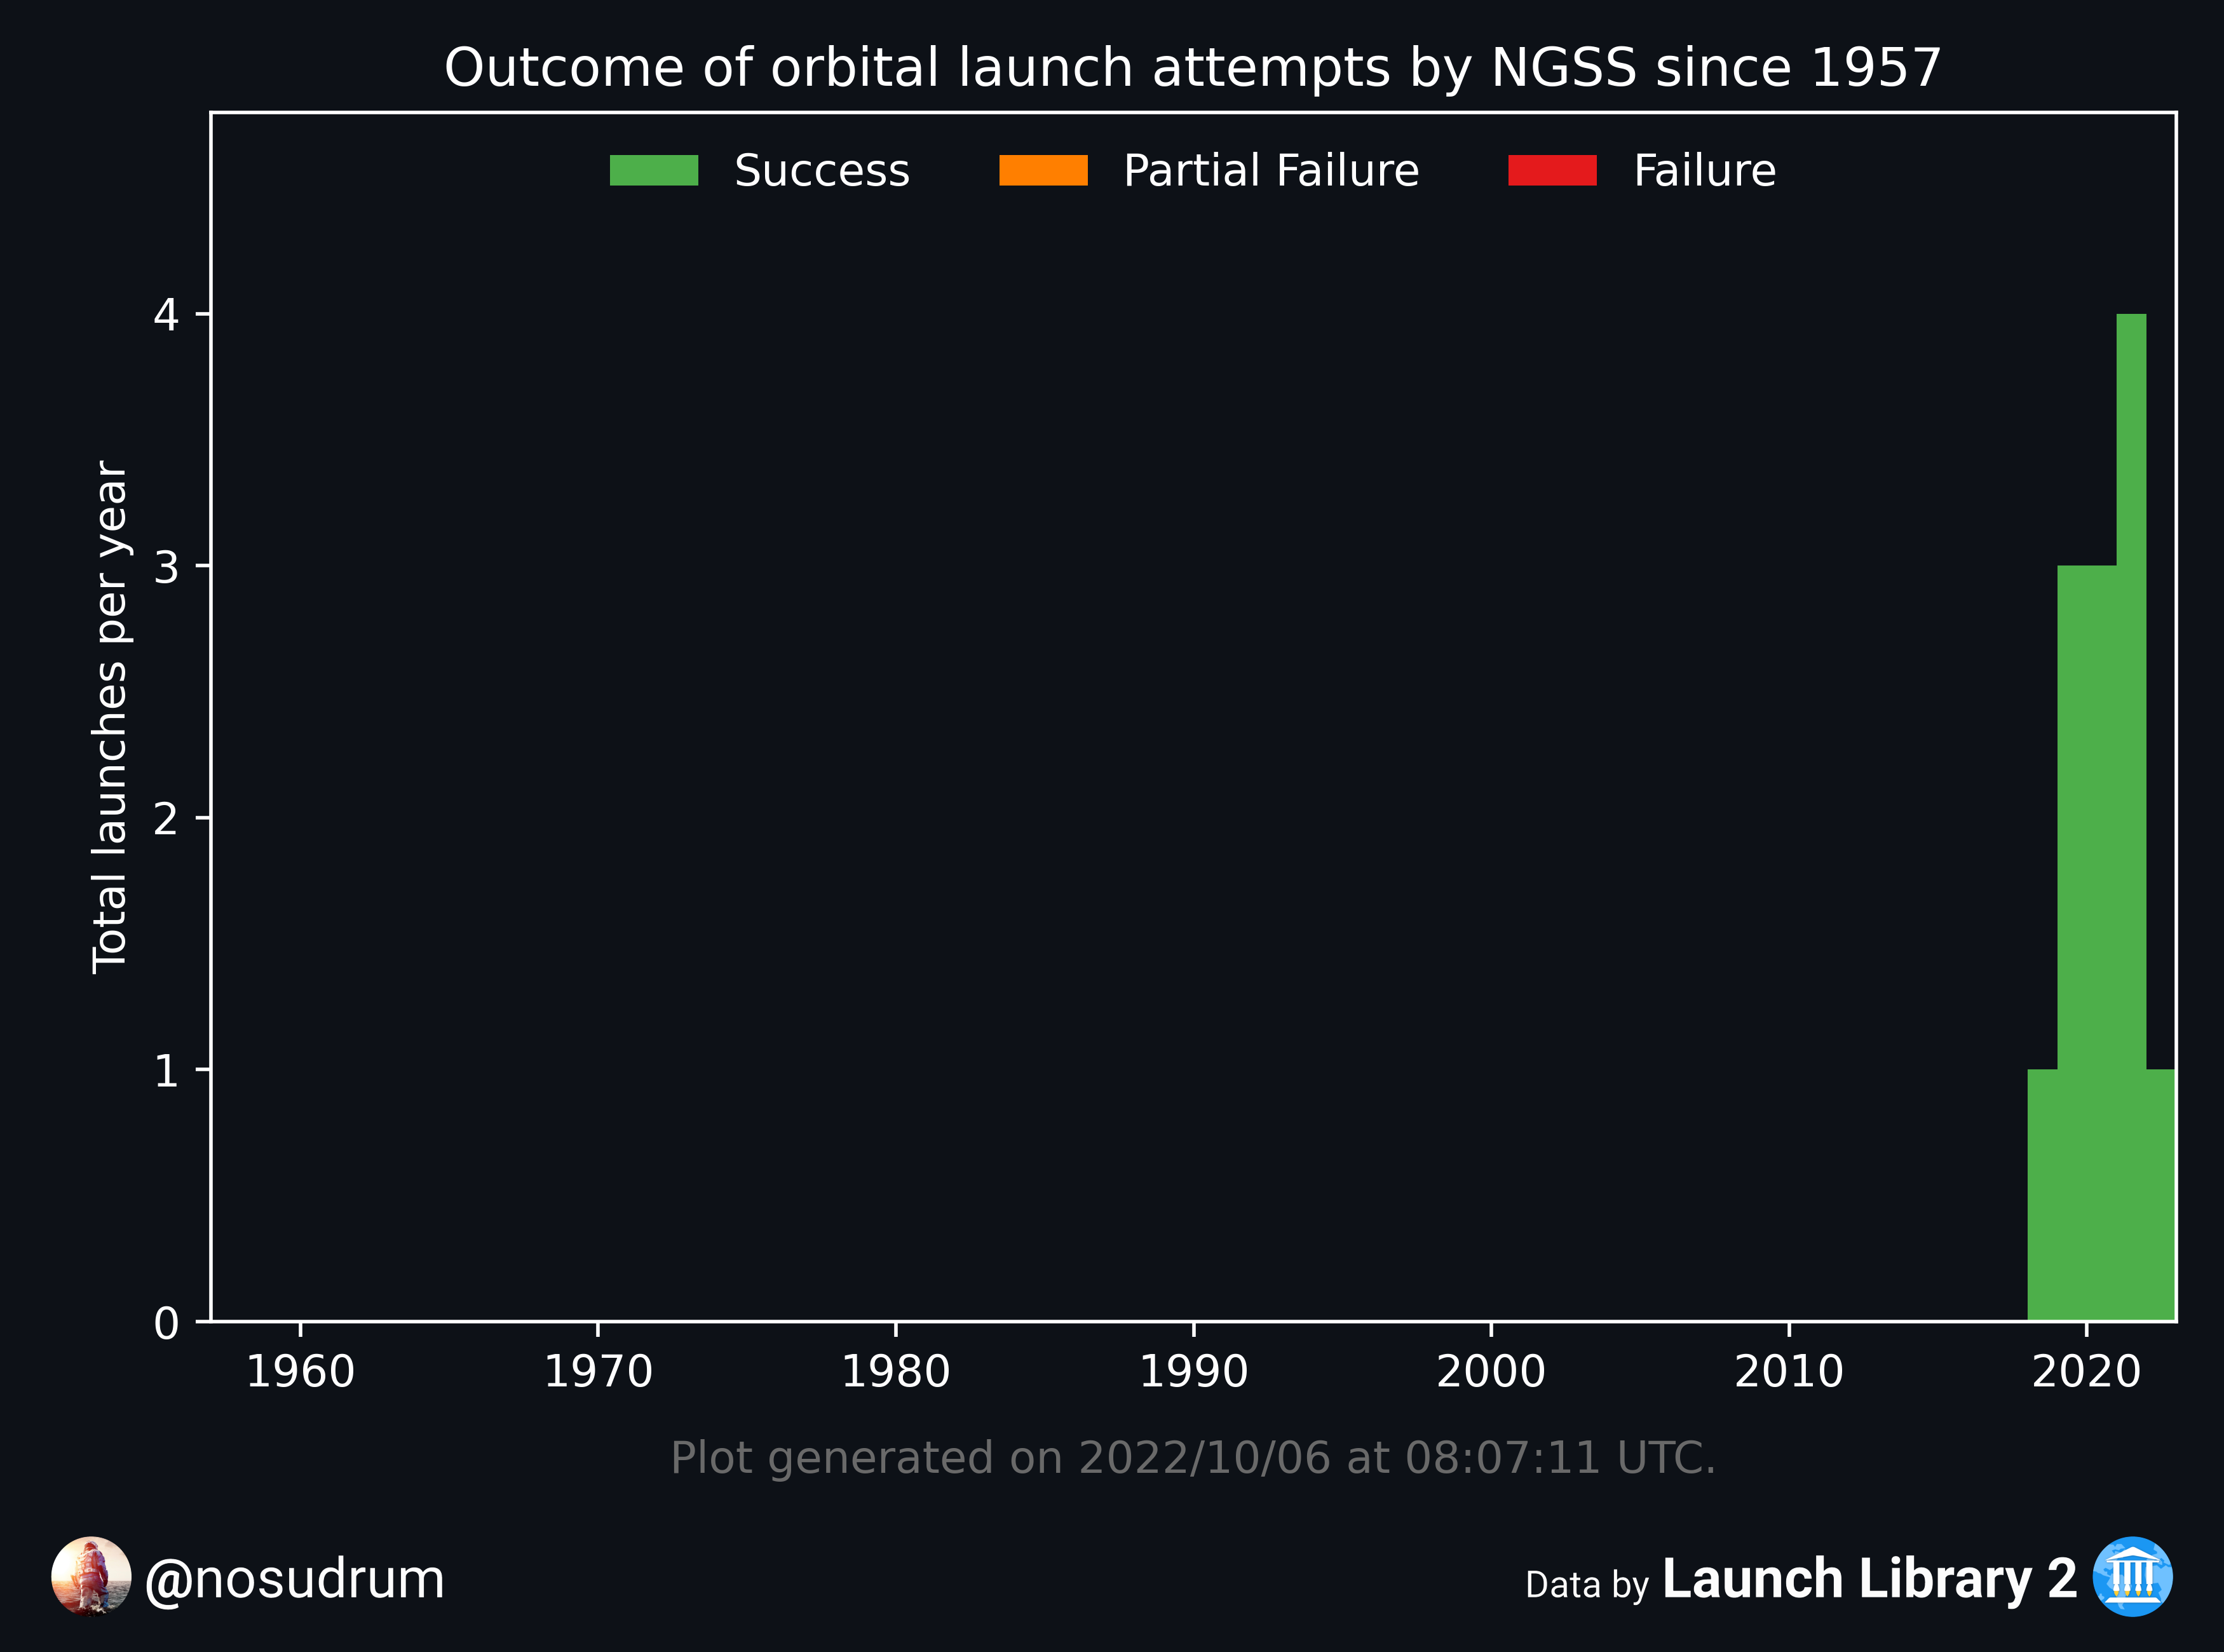 Outcome of orbital launch attempts by NGSS since 1957
Success Partial Failure Failure
Total launches per year
4
3
2
1
0
1960 1970 1980 1990 2000 2010 2020
Plot generated on 2022/10/06 at 08:07:11 UTC.
@nosudrum
Data by Launch Library 2